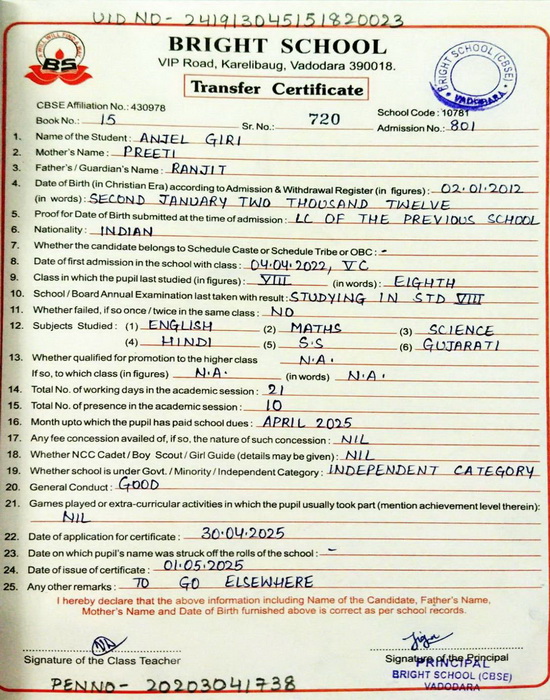 UID NO- 241913045151820023
BRIGHT SCHOOL
VIP Road, Karelibaug, Vadodara 390018.
Transfer Certificate
BS
BRIGHT SCHOOL (CBSE)
VADODARA
CBSE Affiliation No.: 430978
School Code : 10781
Book No.: 15 Sr. No.: 720 Admission No.: 801
1. Name of the Student : ANJEL GIRI
2. Mother's Name : PREETI
3. Father's / Guardian's Name : RANJIT
4. Date of Birth (in Christian Era) according to Admission & Withdrawal Register (in figures) : 02.01.2012
(in words) : SECOND JANUARY TWO THOUSAND TWELVE
5. Proof for Date of Birth submitted at the time of admission : LC OF THE PREVIOUS SCHOOL
6. Nationality : INDIAN
7. Whether the candidate belongs to Schedule Caste or Schedule Tribe or OBC : -
8. Date of first admission in the school with class : 04.04.2022, V C
9. Class in which the pupil last studied (in figures) : VIII (in words) : EIGHTH
10. School / Board Annual Examination last taken with result : STUDYING IN STD VIII
11. Whether failed, if so once / twice in the same class : NO
12. Subjects Studied : (1) ENGLISH (2) MATHS (3) SCIENCE
(4) HINDI (5) S.S (6) GUJARATI
13. Whether qualified for promotion to the higher class N.A.
If so, to which class (in figures) N.A. (in words) N.A.
14. Total No. of working days in the academic session : 21
15. Total No. of presence in the academic session : 10
16. Month upto which the pupil has paid school dues : APRIL 2025
17. Any fee concession availed of, if so, the nature of such concession : NIL
18. Whether NCC Cadet / Boy Scout / Girl Guide (details may be given) : NIL
19. Whether school is under Govt. / Minority / Independent Category : INDEPENDENT CATEGORY
20. General Conduct : GOOD
21. Games played or extra-curricular activities in which the pupil usually took part (mention achievement level therein) :
NIL
22. Date of application for certificate : 30.04.2025
23. Date on which pupil's name was struck off the rolls of the school : -
24. Date of issue of certificate : 01.05.2025
25. Any other remarks : TO GO ELSEWHERE
I hereby declare that the above information including Name of the Candidate, Father's Name,
Mother's Name and Date of Birth furnished above is correct as per school records.
Signature of the Class Teacher Signature of the Principal
PRINCIPAL
BRIGHT SCHOOL (CBSE)
VADODARA
PENNO- 20203041738